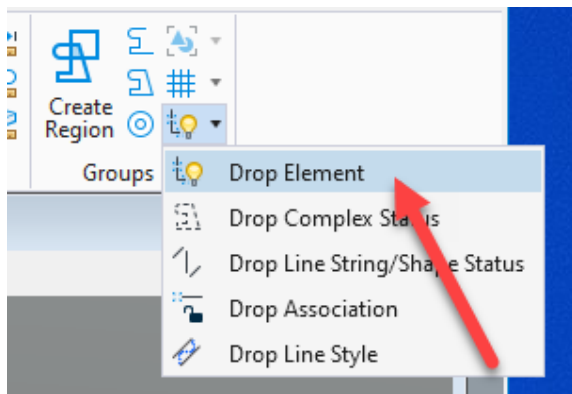 Create
Region
Groups
Drop Element
Drop Complex Status
Drop Line String/Shape Status
Drop Association
Drop Line Style